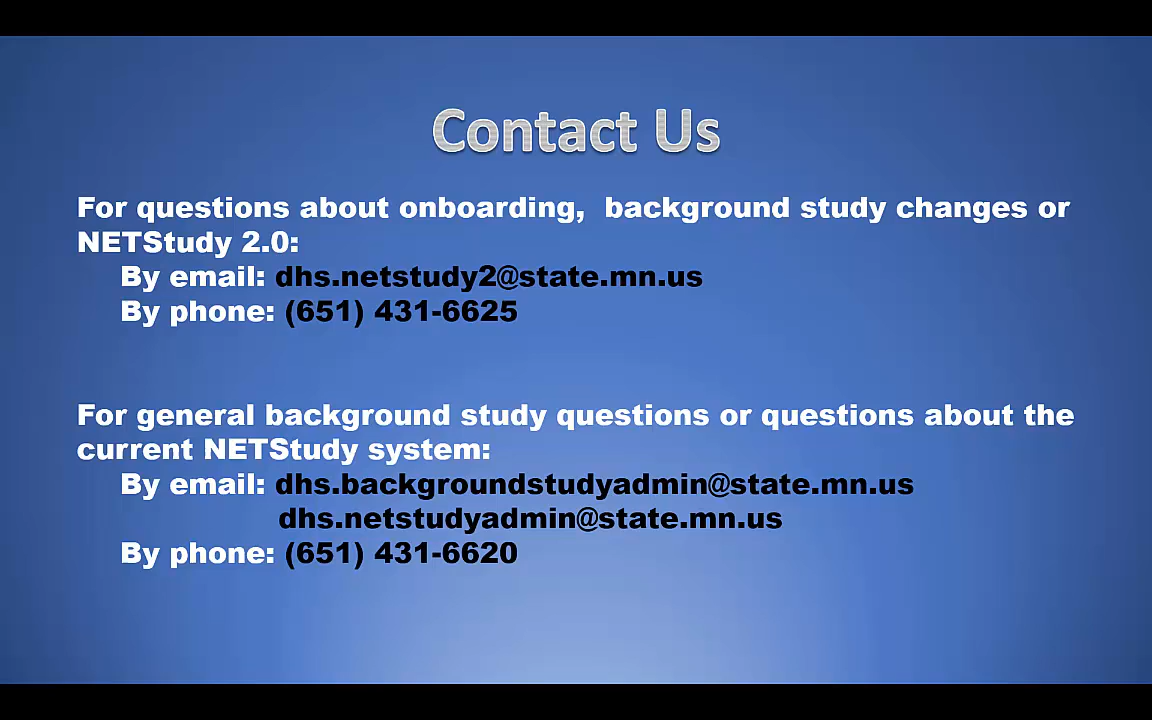 Contact Us
For questions about onboarding,  background study changes or
NETStudy 2.0:
By email: dhs.netstudy2@state.mn.us
By phone: (651) 431-6625
For general background study questions or questions about the
current NETStudy system:
By email: dhs.backgroundstudyadmin@state.mn.us
dhs.netstudyadmin@state.mn.us
By phone: (651) 431-6620